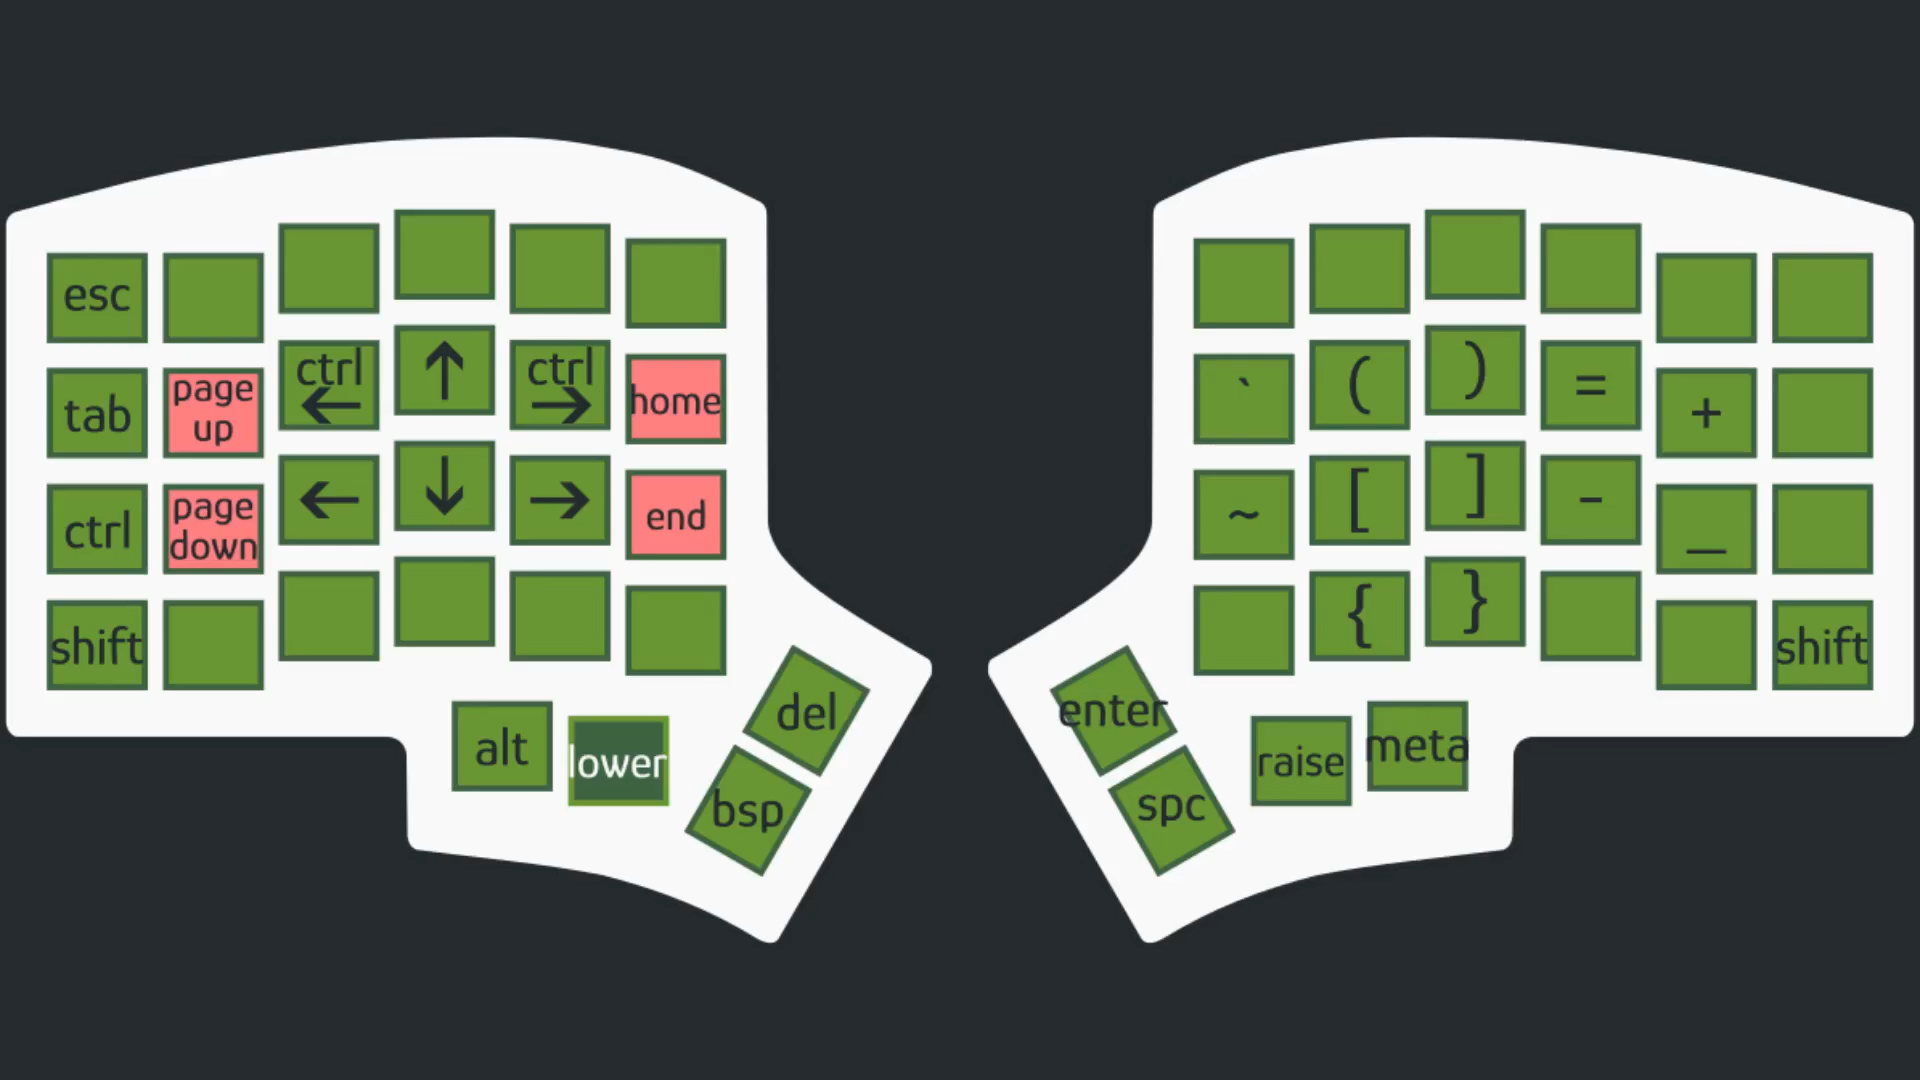 esc
tab
page
up
ctrl
←
↑
ctrl
→
home
ctrl
page
down
←
↓
→
end
shift
alt
lower
del
bsp
`
(
)
=
+
~
[
]
-
_
{
}
shift
enter
spc
raise
meta